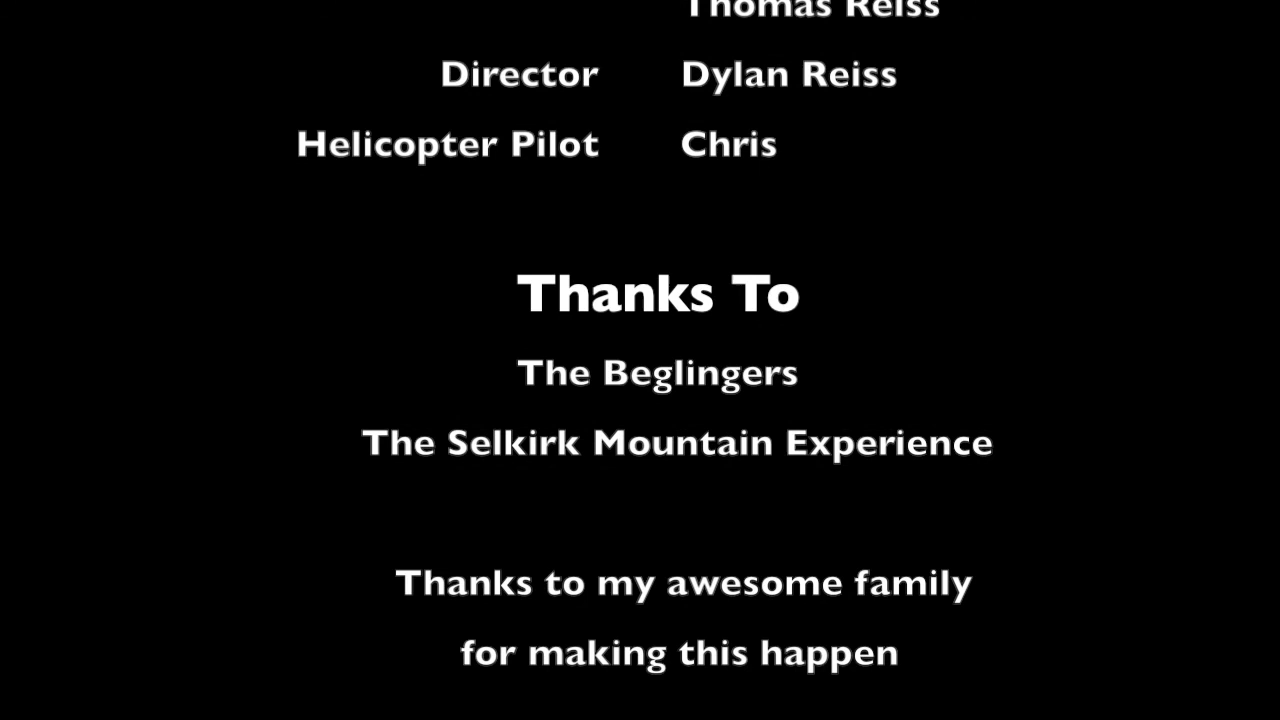 Thomas Reiss
Director Dylan Reiss
Helicopter Pilot Chris
Thanks To
The Beglingers
The Selkirk Mountain Experience
Thanks to my awesome family
for making this happen